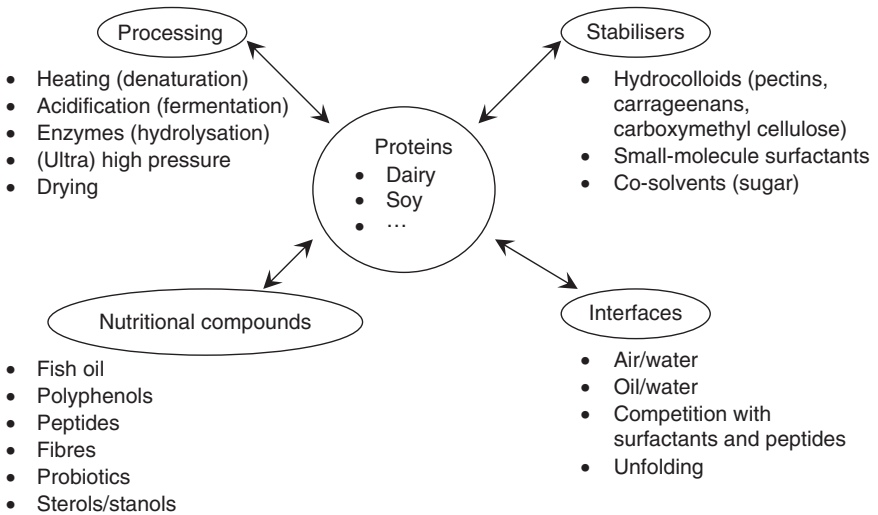 Processing
• Heating (denaturation)
• Acidification (fermentation)
• Enzymes (hydrolysation)
• (Ultra) high pressure
• Drying
Stabilisers
• Hydrocolloids (pectins,
carrageenans,
carboxymethyl cellulose)
• Small-molecule surfactants
• Co-solvents (sugar)
Proteins
• Dairy
• Soy
• …
Nutritional compounds
• Fish oil
• Polyphenols
• Peptides
• Fibres
• Probiotics
• Sterols/stanols
Interfaces
• Air/water
• Oil/water
• Competition with
surfactants and peptides
• Unfolding